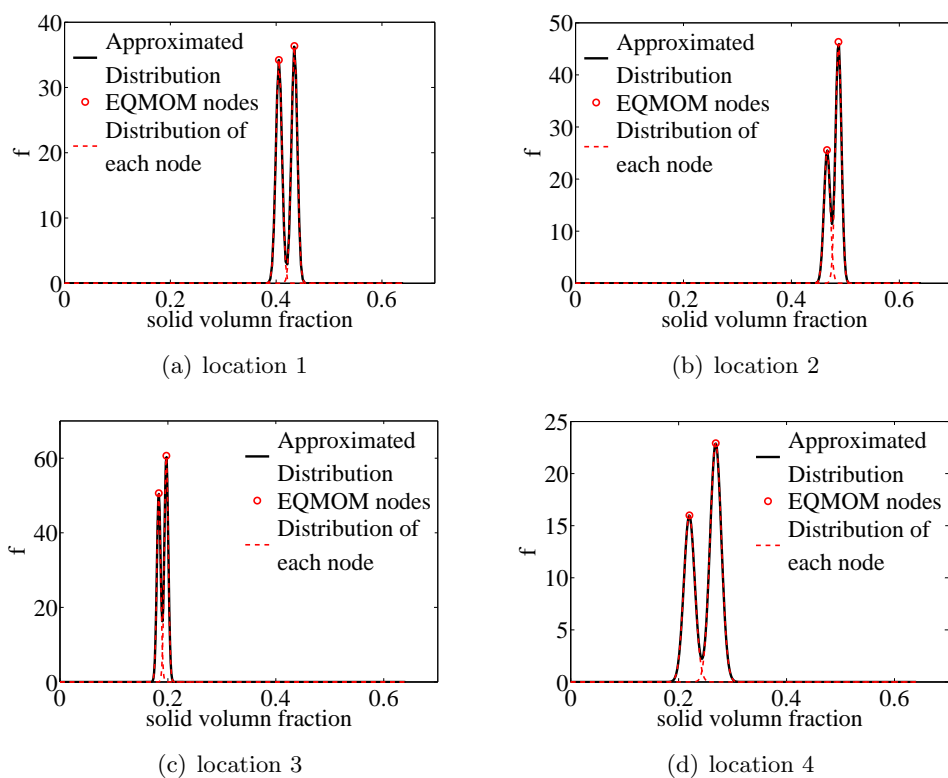 40
30
20
10
0
f
0
0.2
0.4
0.6
solid volumn fraction
Approximated
Distribution
EQMOM nodes
Distribution of
each node
(a) location 1
50
40
30
20
10
0
f
0
0.2
0.4
0.6
solid volumn fraction
Approximated
Distribution
EQMOM nodes
Distribution of
each node
(b) location 2
60
40
20
0
f
0
0.2
0.4
0.6
solid volumn fraction
Approximated
Distribution
EQMOM nodes
Distribution of
each node
(c) location 3
25
20
15
10
5
0
f
0
0.2
0.4
0.6
solid volumn fraction
Approximated
Distribution
EQMOM nodes
Distribution of
each node
(d) location 4